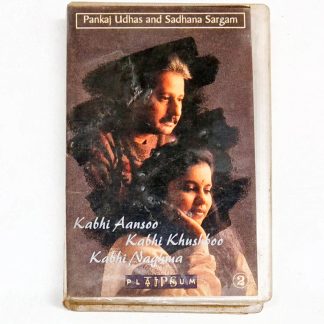 Pankaj Udhas and Sadhana Sargam
Kabhi Aansoo
Kabhi Khushboo
Kabhi Naghma
PLATINUM
2